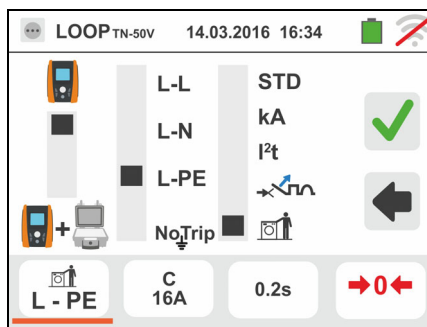 LOOP TN-50V 14.03.2016 16:34
L-L STD
L-N kA
L-PE I²t
NoTrip
L - PE
C
16A
0.2s
0